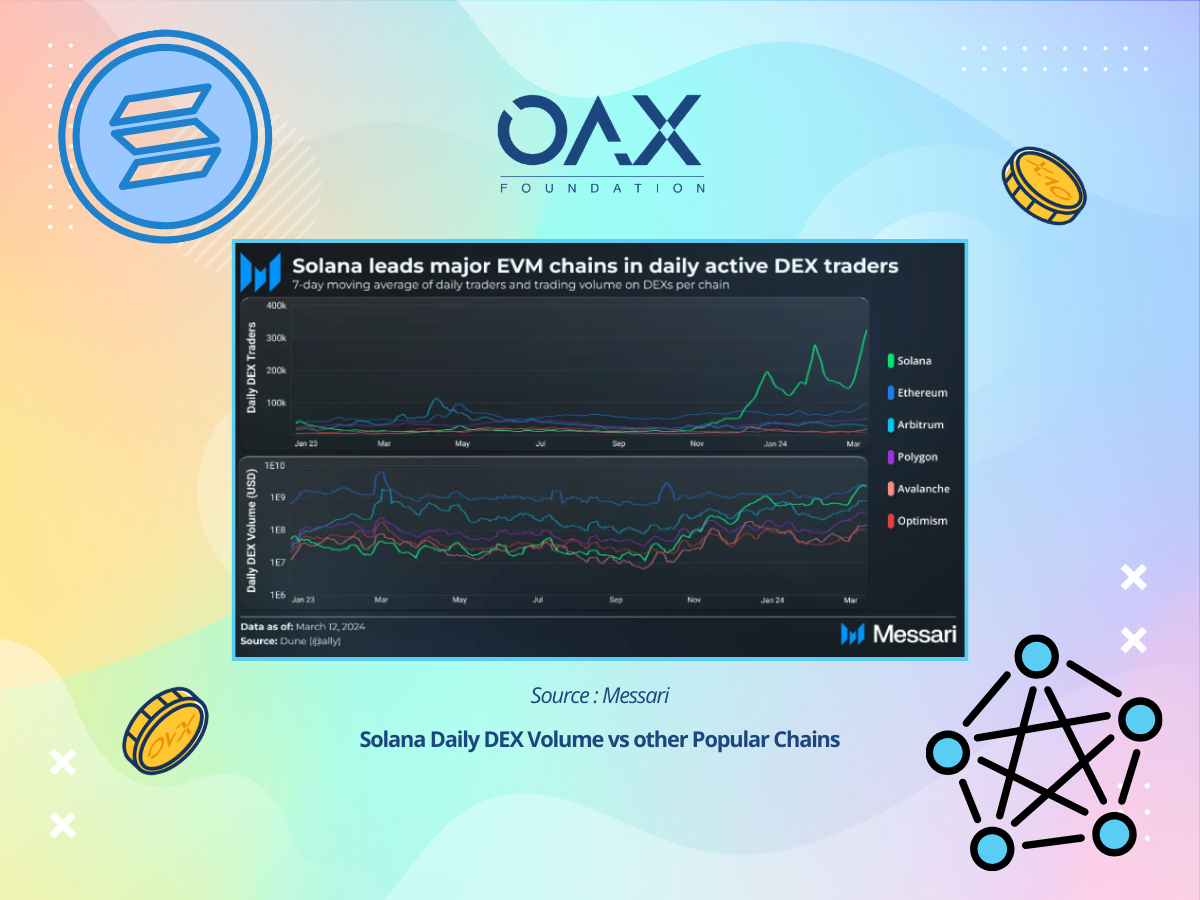 OAX
FOUNDATION
Solana leads major EVM chains in daily active DEX traders
7-day moving average of daily traders and trading volume on DEXs per chain
Daily DEX Traders
400k
300k
200k
100k
Jan 23 Mar May Jul Sep Nov Jan 24 Mar
Solana
Ethereum
Arbitrum
Polygon
Avalanche
Optimism
Daily DEX Volume (USD)
1E10
1E9
1E8
1E7
1E6
Jan 23 Mar May Jul Sep Nov Jan 24 Mar
Data as of: March 12, 2024
Source: Dune (@ally)
Messari
Source : Messari
Solana Daily DEX Volume vs other Popular Chains